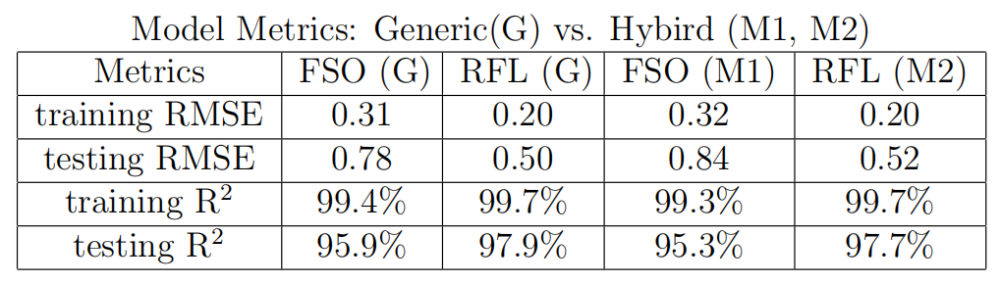 Model Metrics: Generic(G) vs. Hybird (M1, M2)
Metrics FSO (G) RFL (G) FSO (M1) RFL (M2)
training RMSE 0.31 0.20 0.32 0.20
testing RMSE 0.78 0.50 0.84 0.52
training R² 99.4% 99.7% 99.3% 99.7%
testing R² 95.9% 97.9% 95.3% 97.7%